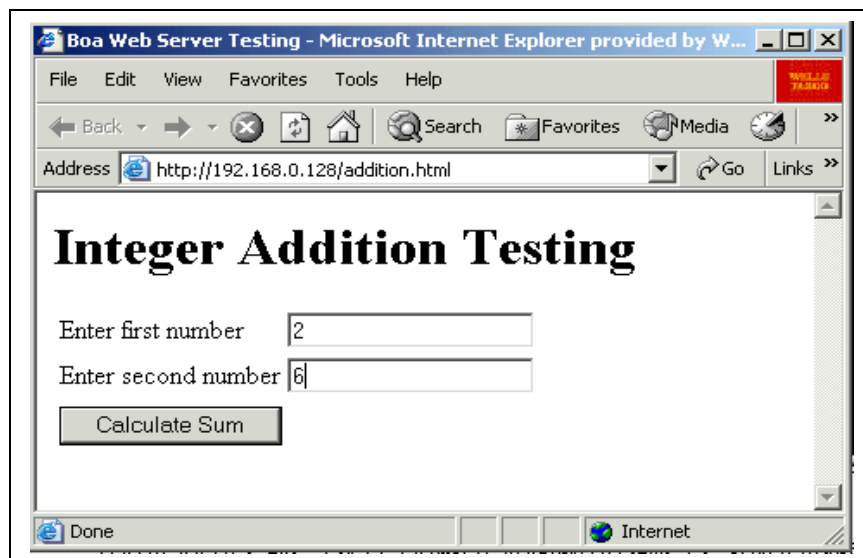 Boa Web Server Testing - Microsoft Internet Explorer provided by W...
File Edit View Favorites Tools Help
WELLS FARGO
Back Search Favorites Media »
Address http://192.168.0.128/addition.html Go Links »
Integer Addition Testing
Enter first number 2
Enter second number 6
Calculate Sum
Done Internet